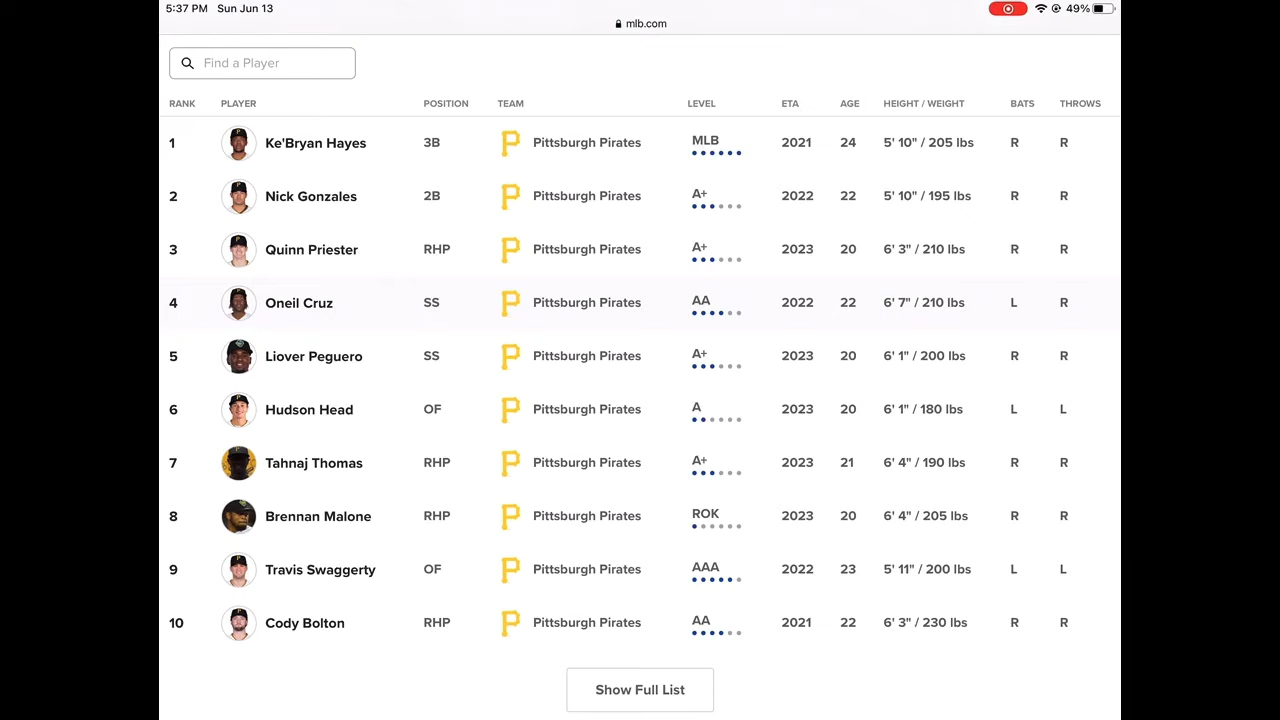 5:37 PM Sun Jun 13 49%
mlb.com
Find a Player
RANK PLAYER POSITION TEAM LEVEL ETA AGE HEIGHT / WEIGHT BATS THROWS
1 Ke'Bryan Hayes 3B P Pittsburgh Pirates MLB 2021 24 5' 10" / 205 lbs R R
2 Nick Gonzales 2B P Pittsburgh Pirates A+ 2022 22 5' 10" / 195 lbs R R
3 Quinn Priester RHP P Pittsburgh Pirates A+ 2023 20 6' 3" / 210 lbs R R
4 Oneil Cruz SS P Pittsburgh Pirates AA 2022 22 6' 7" / 210 lbs L R
5 Liover Peguero SS P Pittsburgh Pirates A+ 2023 20 6' 1" / 200 lbs R R
6 Hudson Head OF P Pittsburgh Pirates A 2023 20 6' 1" / 180 lbs L L
7 Tahnaj Thomas RHP P Pittsburgh Pirates A+ 2023 21 6' 4" / 190 lbs R R
8 Brennan Malone RHP P Pittsburgh Pirates ROK 2023 20 6' 4" / 205 lbs R R
9 Travis Swaggerty OF P Pittsburgh Pirates AAA 2022 23 5' 11" / 200 lbs L L
10 Cody Bolton RHP P Pittsburgh Pirates AA 2021 22 6' 3" / 230 lbs R R
Show Full List